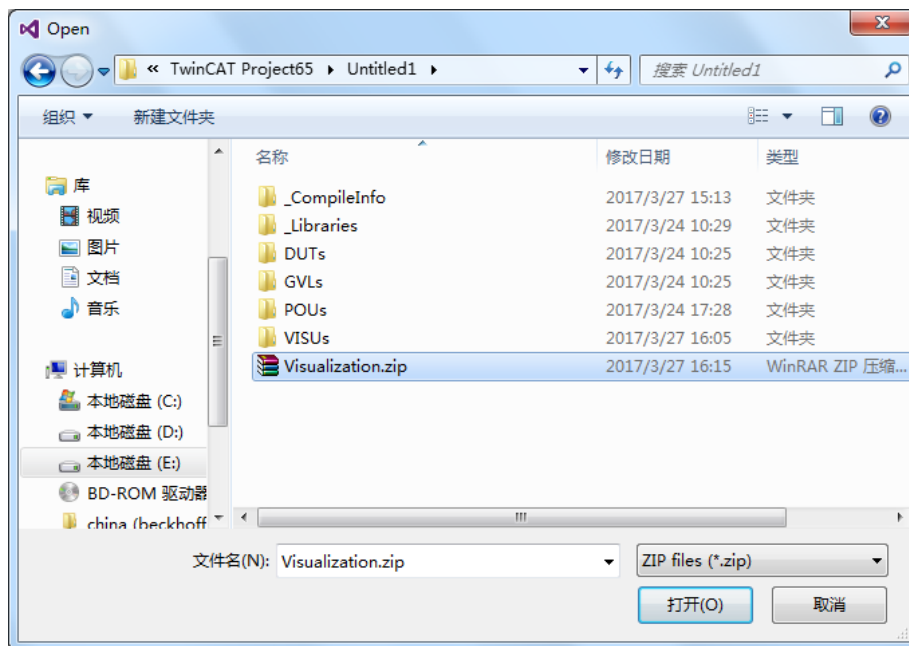 Open
« TwinCAT Project65 Untitled1
搜索 Untitled1
组织 新建文件夹
名称 修改日期 类型
库
视频
图片
文档
音乐
计算机
本地磁盘 (C:)
本地磁盘 (D:)
本地磁盘 (E:)
BD-ROM 驱动器
china (beckhoff
_CompileInfo 2017/3/27 15:13 文件夹
_Libraries 2017/3/24 10:29 文件夹
DUTs 2017/3/24 10:25 文件夹
GVLs 2017/3/24 10:25 文件夹
POUs 2017/3/24 17:28 文件夹
VISUs 2017/3/27 16:05 文件夹
Visualization.zip 2017/3/27 16:15 WinRAR ZIP 压缩...
文件名(N): Visualization.zip ZIP files (*.zip)
打开(O) 取消